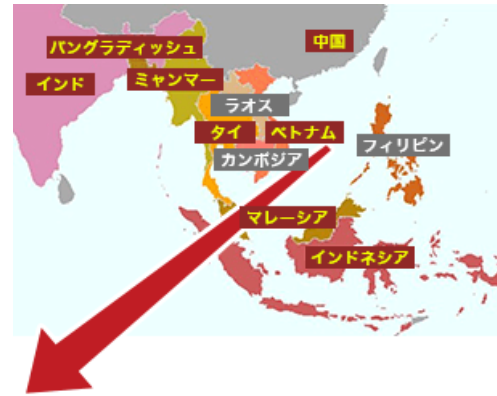 中国
バングラディッシュ
インド
ミャンマー
ラオス
タイ
ベトナム
フィリピン
カンボジア
マレーシア
インドネシア